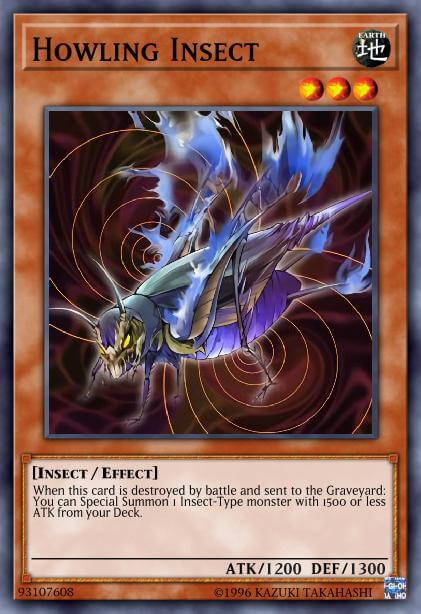 Howling Insect
EARTH
地
[Insect / Effect]
When this card is destroyed by battle and sent to the Graveyard:
You can Special Summon 1 Insect-Type monster with 1500 or less
ATK from your Deck.
ATK/1200 DEF/1300
93107608
©1996 KAZUKI TAKAHASHI